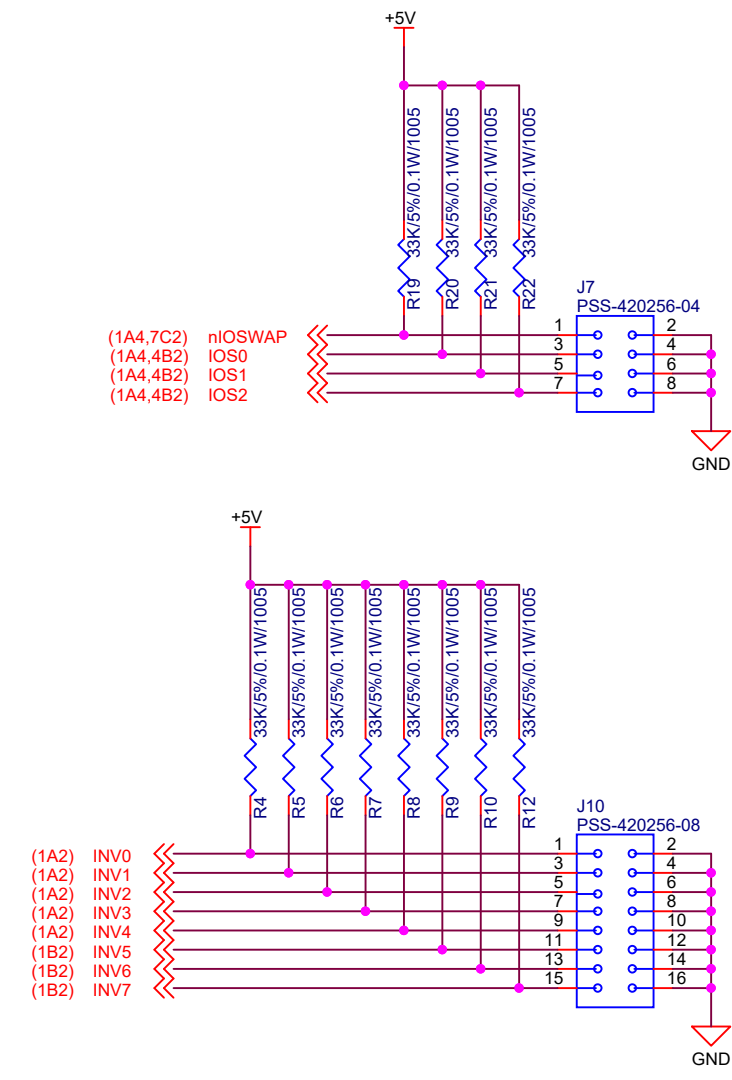 +5V
33K/5%/0.1W/1005
33K/5%/0.1W/1005
33K/5%/0.1W/1005
33K/5%/0.1W/1005
R19
R20
R21
R22
J7
PSS-420256-04
(1A4,7C2) nIOSWAP 1 2
(1A4,4B2) IOS0 3 4
(1A4,4B2) IOS1 5 6
(1A4,4B2) IOS2 7 8
GND
+5V
33K/5%/0.1W/1005
33K/5%/0.1W/1005
33K/5%/0.1W/1005
33K/5%/0.1W/1005
33K/5%/0.1W/1005
33K/5%/0.1W/1005
33K/5%/0.1W/1005
33K/5%/0.1W/1005
R4
R5
R6
R7
R8
R9
R10
R12
J10
PSS-420256-08
(1A2) INV0 1 2
(1A2) INV1 3 4
(1A2) INV2 5 6
(1A2) INV3 7 8
(1A2) INV4 9 10
(1B2) INV5 11 12
(1B2) INV6 13 14
(1B2) INV7 15 16
GND